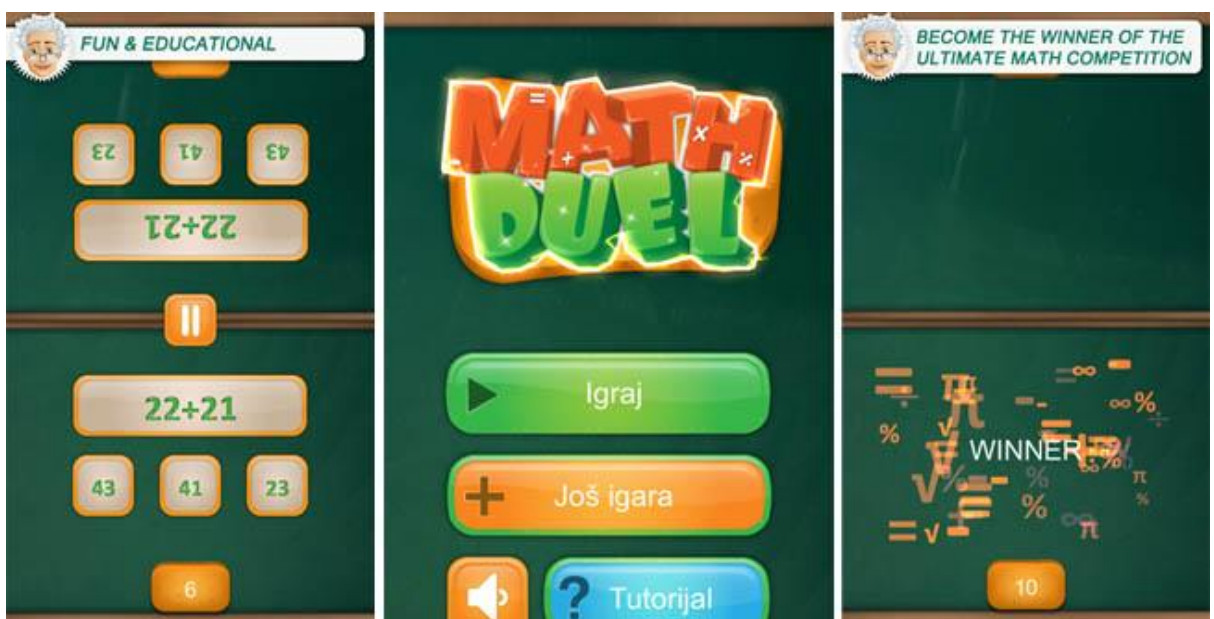 FUN & EDUCATIONAL
43 41 23
22+21
22+21
43 41 23
6
MATH
DUEL
Igraj
Još igara
Tutorijal
BECOME THE WINNER OF THE
ULTIMATE MATH COMPETITION
WINNER
10